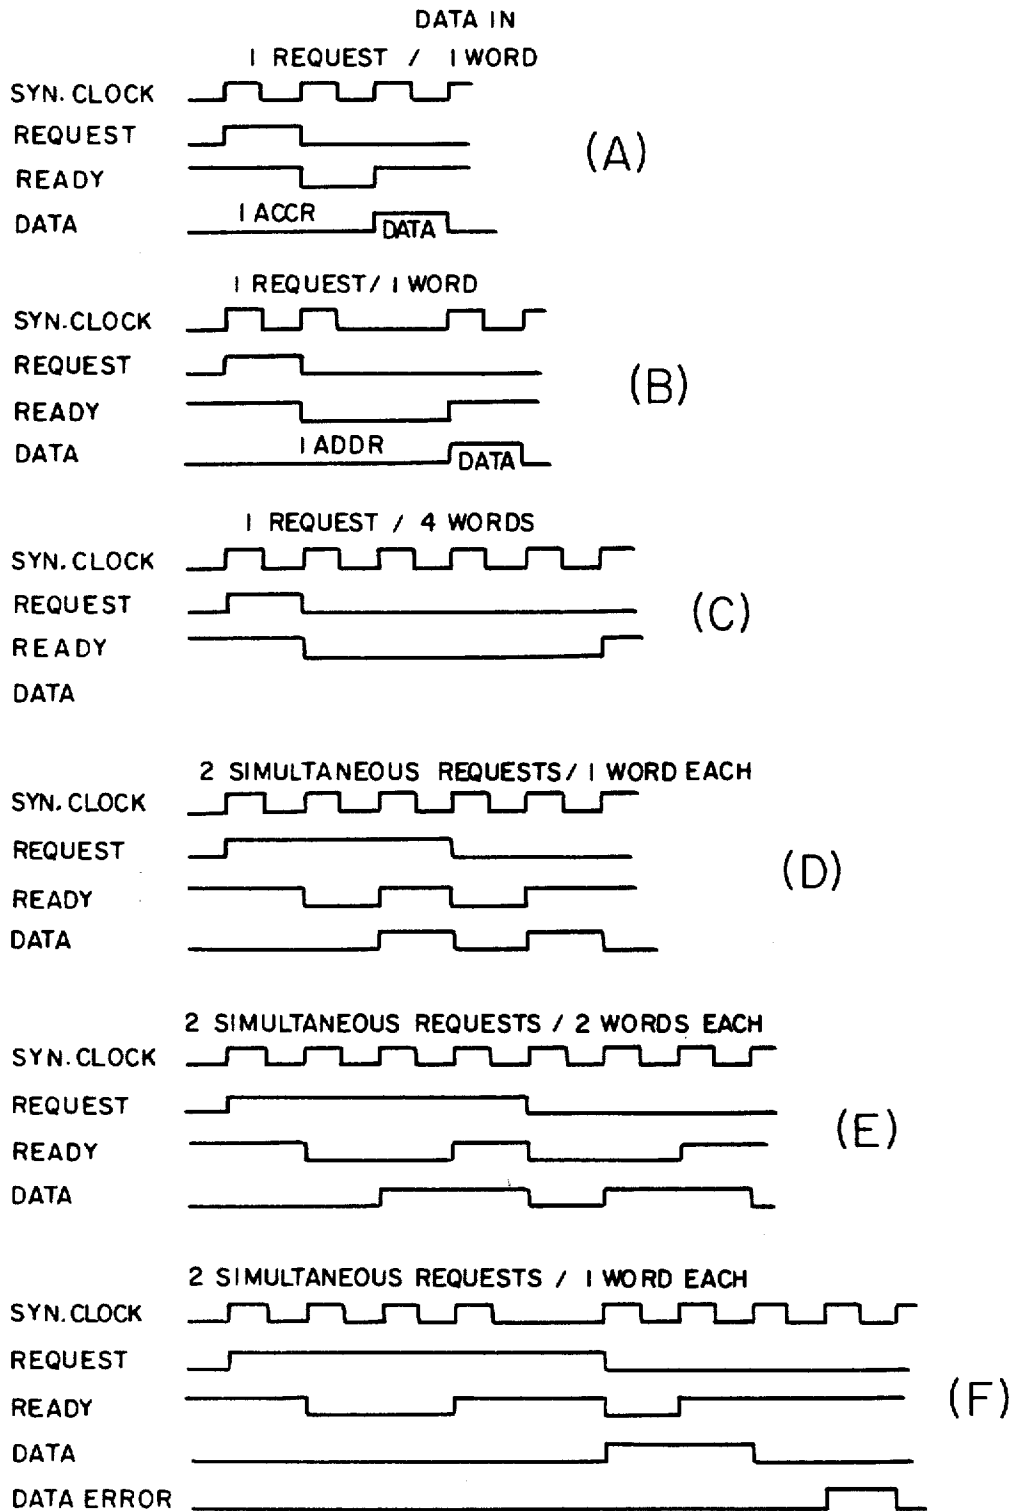 DATA IN
1 REQUEST / 1 WORD
SYN. CLOCK
REQUEST
(A)
READY
1 ACCR
DATA
DATA
1 REQUEST / 1 WORD
SYN. CLOCK
REQUEST
(B)
READY
1 ADDR
DATA
DATA
1 REQUEST / 4 WORDS
SYN. CLOCK
REQUEST
(C)
READY
DATA
2 SIMULTANEOUS REQUESTS / 1 WORD EACH
SYN. CLOCK
REQUEST
(D)
READY
DATA
2 SIMULTANEOUS REQUESTS / 2 WORDS EACH
SYN. CLOCK
REQUEST
(E)
READY
DATA
2 SIMULTANEOUS REQUESTS / 1 WORD EACH
SYN. CLOCK
REQUEST
(F)
READY
DATA
DATA ERROR